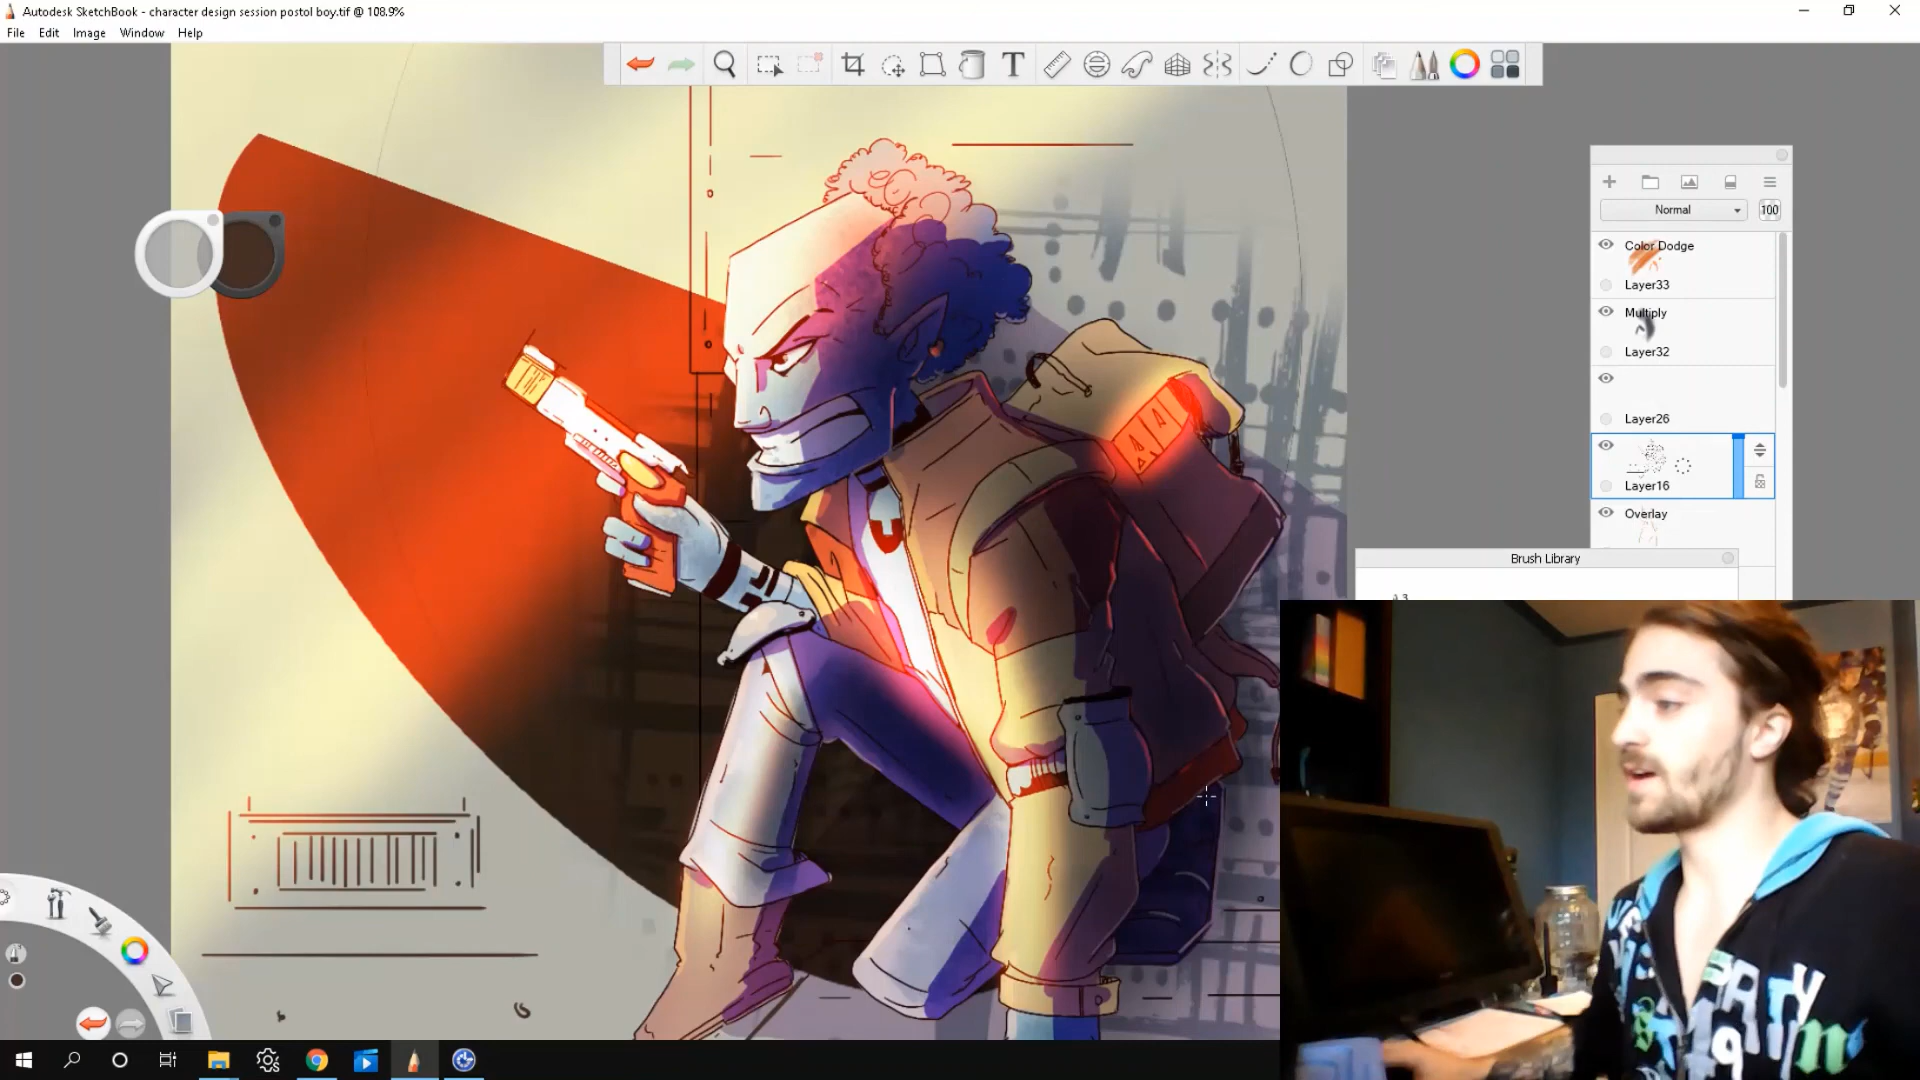 Autodesk SketchBook - character design session postol boy.tif @ 108.9%
File Edit Image Window Help
T
Normal 100
Color Dodge
Layer33
Multiply
Layer32
Layer26
Layer16
Overlay
Brush Library